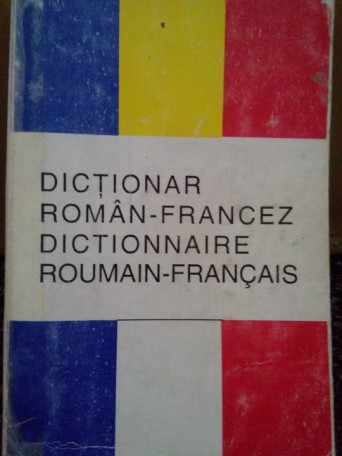 DICȚIONAR
ROMÂN-FRANCEZ
DICTIONNAIRE
ROUMAIN-FRANÇAIS